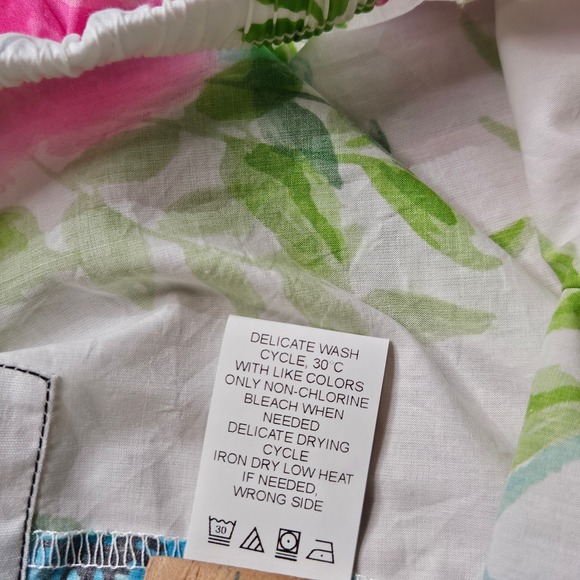 DELICATE WASH
CYCLE, 30°C
WITH LIKE COLORS
ONLY NON-CHLORINE
BLEACH WHEN
NEEDED
DELICATE DRYING
CYCLE
IRON DRY LOW HEAT
IF NEEDED,
WRONG SIDE
30